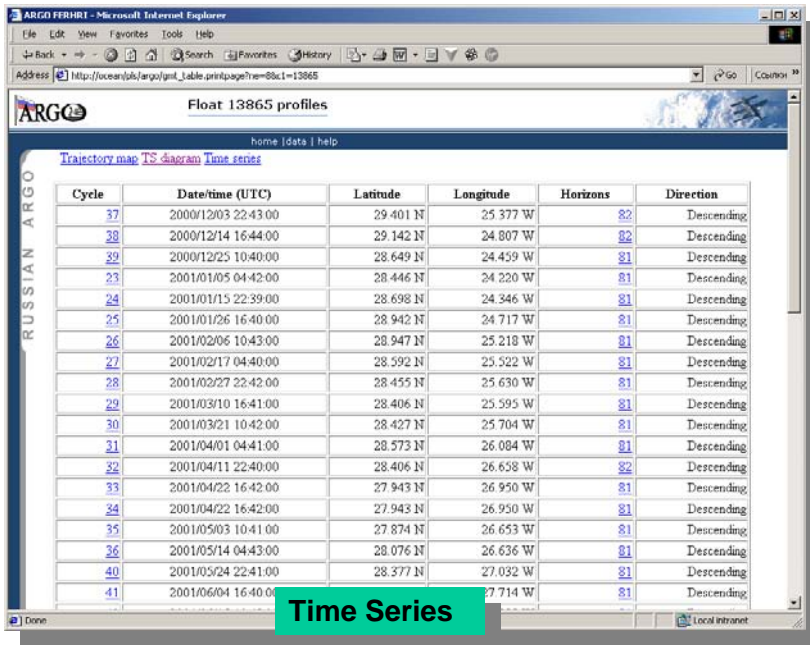 ARGO FERHRI - Microsoft Internet Explorer
File Edit View Favorites Tools Help
Back Search Favorites History
Address http://ocean/pls/argo/gmt_table.printpage?ne=88&c1=13865 Go Ссылки »
ARGO Float 13865 profiles
home |data | help
RUSSIAN ARGO
Trajectory map TS diagram Time series
Cycle Date/time (UTC) Latitude Longitude Horizons Direction
37 2000/12/03 22:43:00 29.401 N 25.377 W 82 Descending
38 2000/12/14 16:44:00 29.142 N 24.807 W 82 Descending
39 2000/12/25 10:40:00 28.649 N 24.459 W 81 Descending
23 2001/01/05 04:42:00 28.446 N 24.220 W 81 Descending
24 2001/01/15 22:39:00 28.698 N 24.346 W 81 Descending
25 2001/01/26 16:40:00 28.942 N 24.717 W 81 Descending
26 2001/02/06 10:43:00 28.947 N 25.218 W 81 Descending
27 2001/02/17 04:40:00 28.592 N 25.522 W 81 Descending
28 2001/02/27 22:42:00 28.455 N 25.630 W 81 Descending
29 2001/03/10 16:41:00 28.406 N 25.595 W 81 Descending
30 2001/03/21 10:42:00 28.427 N 25.704 W 81 Descending
31 2001/04/01 04:41:00 28.573 N 26.084 W 81 Descending
32 2001/04/11 22:40:00 28.406 N 26.658 W 82 Descending
33 2001/04/22 16:42:00 27.943 N 26.950 W 81 Descending
34 2001/04/22 16:42:00 27.943 N 26.950 W 81 Descending
35 2001/05/03 10:41:00 27.874 N 26.653 W 81 Descending
36 2001/05/14 04:43:00 28.076 N 26.636 W 81 Descending
40 2001/05/24 22:41:00 28.377 N 27.032 W 81 Descending
41 2001/06/04 16:40:00 7.714 W 81 Descending
Time Series
Done Local intranet